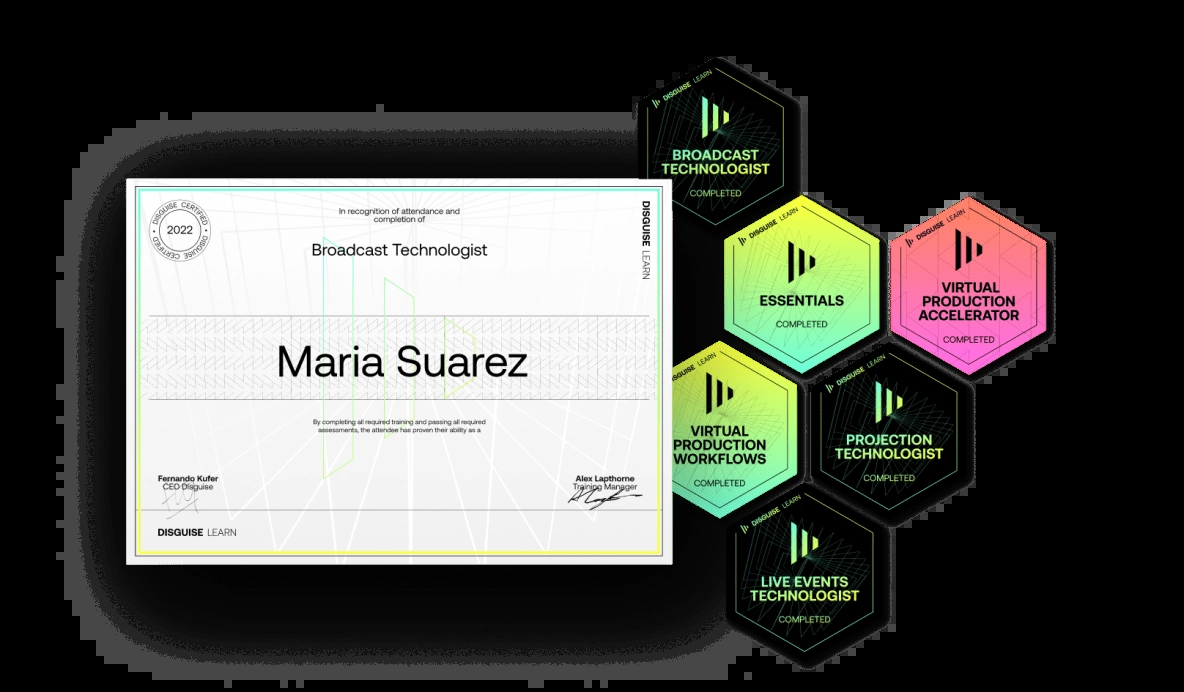 DISGUISE CERTIFIED • DISGUISE CERTIFIED •
2022
In recognition of attendance and
completion of
Broadcast Technologist
DISGUISE LEARN
Maria Suarez
By completing all required training and passing all required
assessments, the attendee has proven their ability as a
Fernando Kufer
CEO Disguise
Alex Lapthorne
Training Manager
DISGUISE LEARN
DISGUISE LEARN
BROADCAST
TECHNOLOGIST
COMPLETED
DISGUISE LEARN
ESSENTIALS
COMPLETED
DISGUISE LEARN
VIRTUAL
PRODUCTION
ACCELERATOR
COMPLETED
DISGUISE LEARN
VIRTUAL
PRODUCTION
WORKFLOWS
COMPLETED
DISGUISE LEARN
PROJECTION
TECHNOLOGIST
COMPLETED
DISGUISE LEARN
LIVE EVENTS
TECHNOLOGIST
COMPLETED